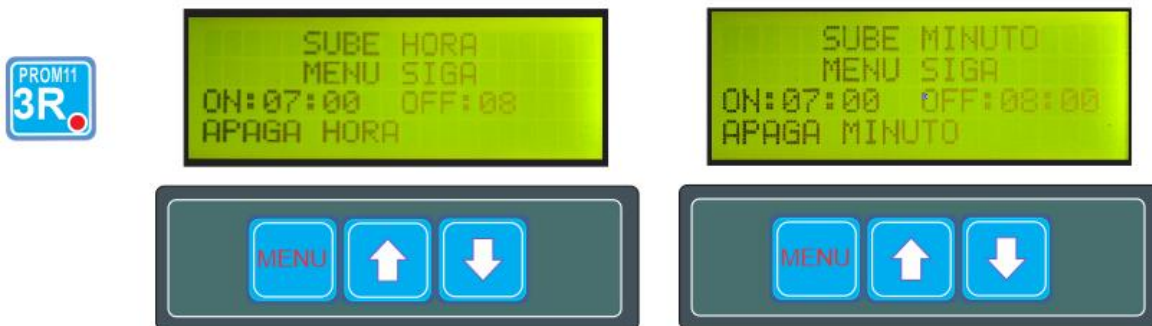 PROM11
3R
SUBE HORA
MENU SIGA
ON:07:00 OFF:08
APAGA HORA
SUBE MINUTO
MENU SIGA
ON:07:00 OFF:08:00
APAGA MINUTO
MENU
MENU